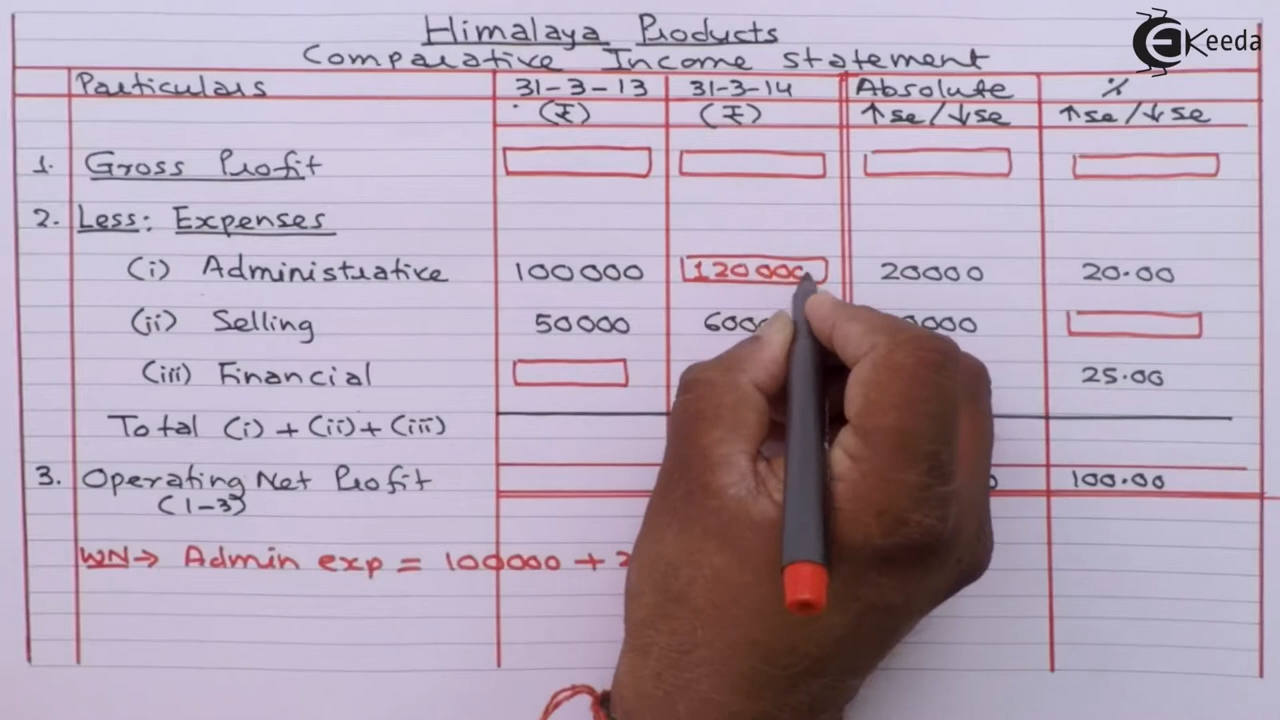 Himalaya Products
Comparative Income statement
EKeeda
Particulars 31-3-13 31-3-14 Absolute %
(₹) (₹) ↑se/↓se ↑se/↓se
1. Gross Profit
2. Less: Expenses
(i) Administrative 100000 120000 20000 20.00
(ii) Selling 50000
(iii) Financial 25.00
Total (i) + (ii) + (iii)
3. Operating Net Profit 100.00
(1-3)
WN → Admin exp = 100000 +